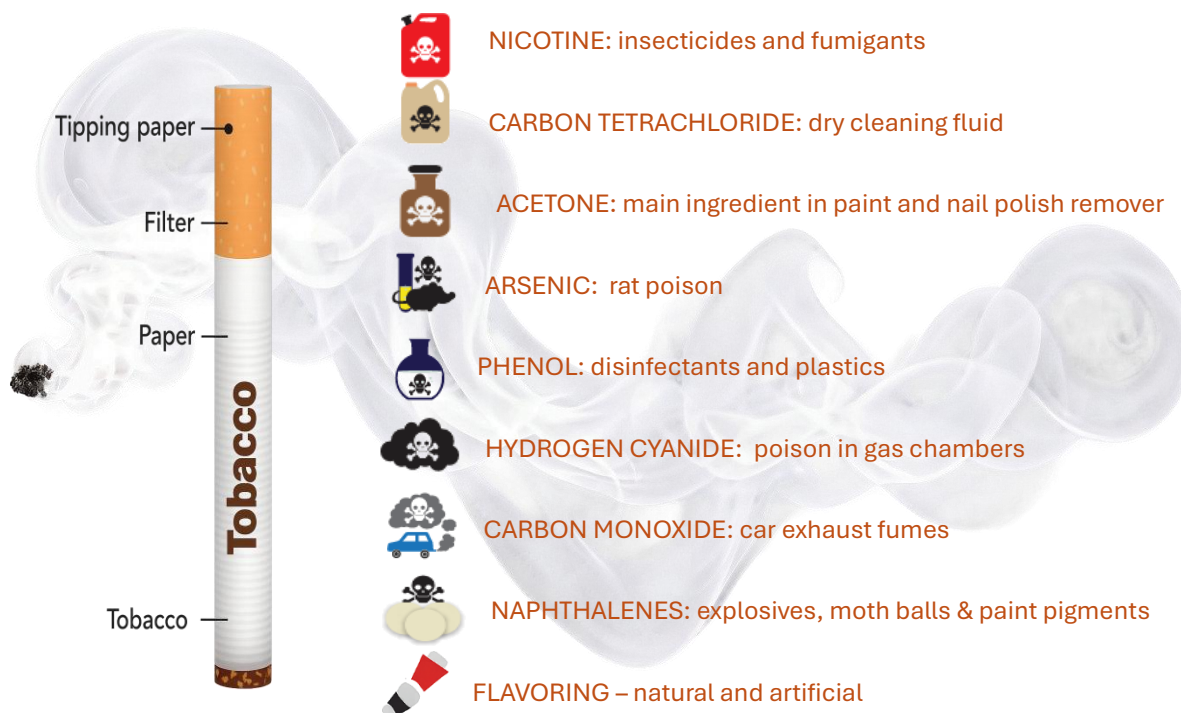 Tipping paper
Filter
Paper
Tobacco
Tobacco
NICOTINE: insecticides and fumigants
CARBON TETRACHLORIDE: dry cleaning fluid
ACETONE: main ingredient in paint and nail polish remover
ARSENIC:  rat poison
PHENOL: disinfectants and plastics
HYDROGEN CYANIDE:  poison in gas chambers
CARBON MONOXIDE: car exhaust fumes
NAPHTHALENES: explosives, moth balls & paint pigments
FLAVORING – natural and artificial